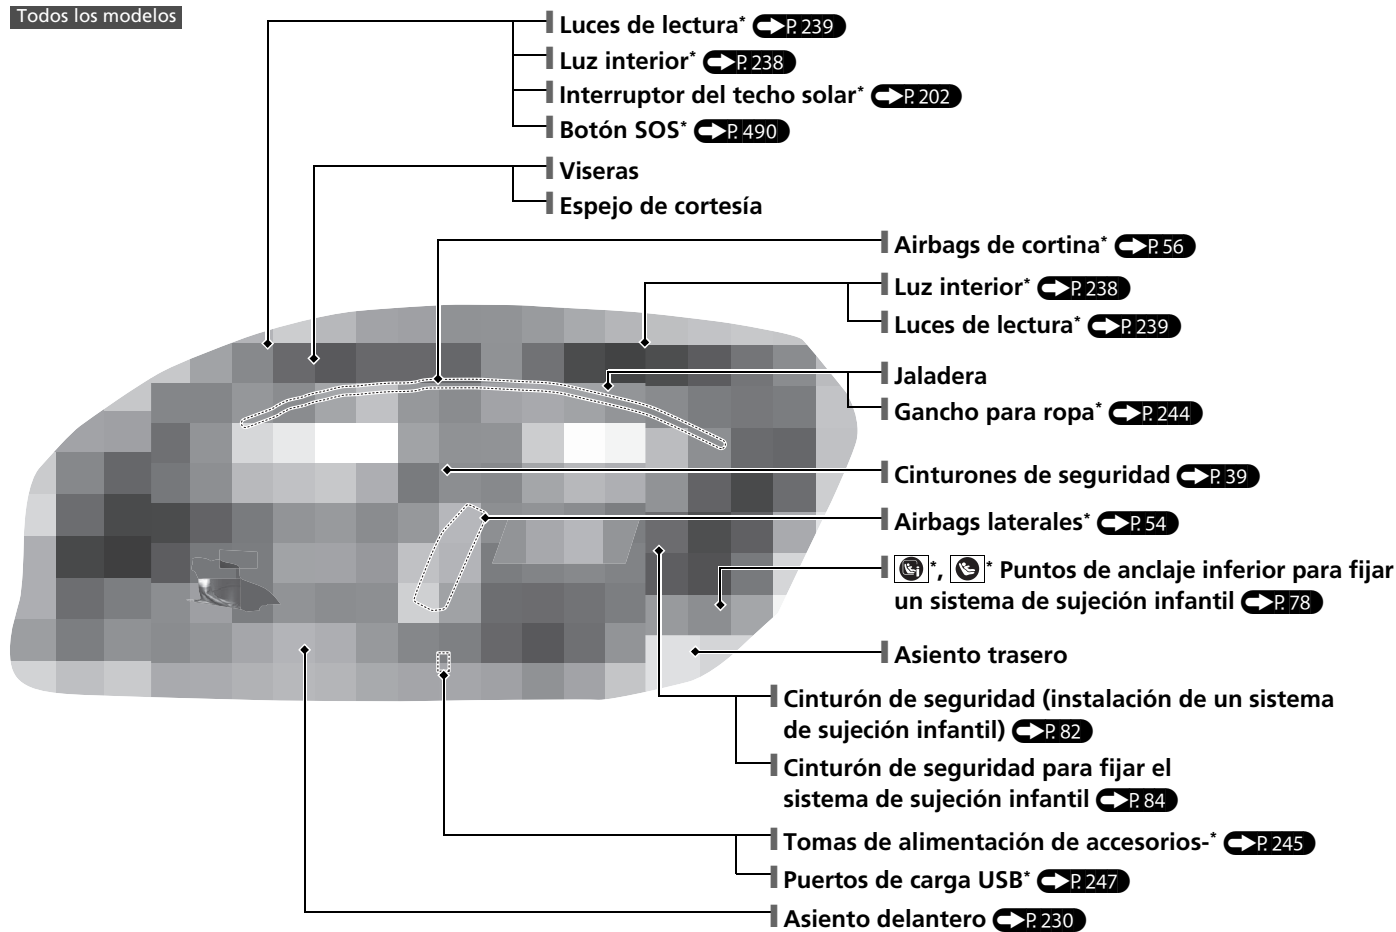 Todos los modelos
Luces de lectura* P. 239
Luz interior* P. 238
Interruptor del techo solar* P. 202
Botón SOS* P. 490
Viseras
Espejo de cortesía
Airbags de cortina* P. 56
Luz interior* P. 238
Luces de lectura* P. 239
Jaladera
Gancho para ropa* P. 244
Cinturones de seguridad P. 39
Airbags laterales* P. 54
*, * Puntos de anclaje inferior para fijar
un sistema de sujeción infantil P. 78
Asiento trasero
Cinturón de seguridad (instalación de un sistema
de sujeción infantil) P. 82
Cinturón de seguridad para fijar el
sistema de sujeción infantil P. 84
Tomas de alimentación de accesorios-* P. 245
Puertos de carga USB* P. 247
Asiento delantero P. 230